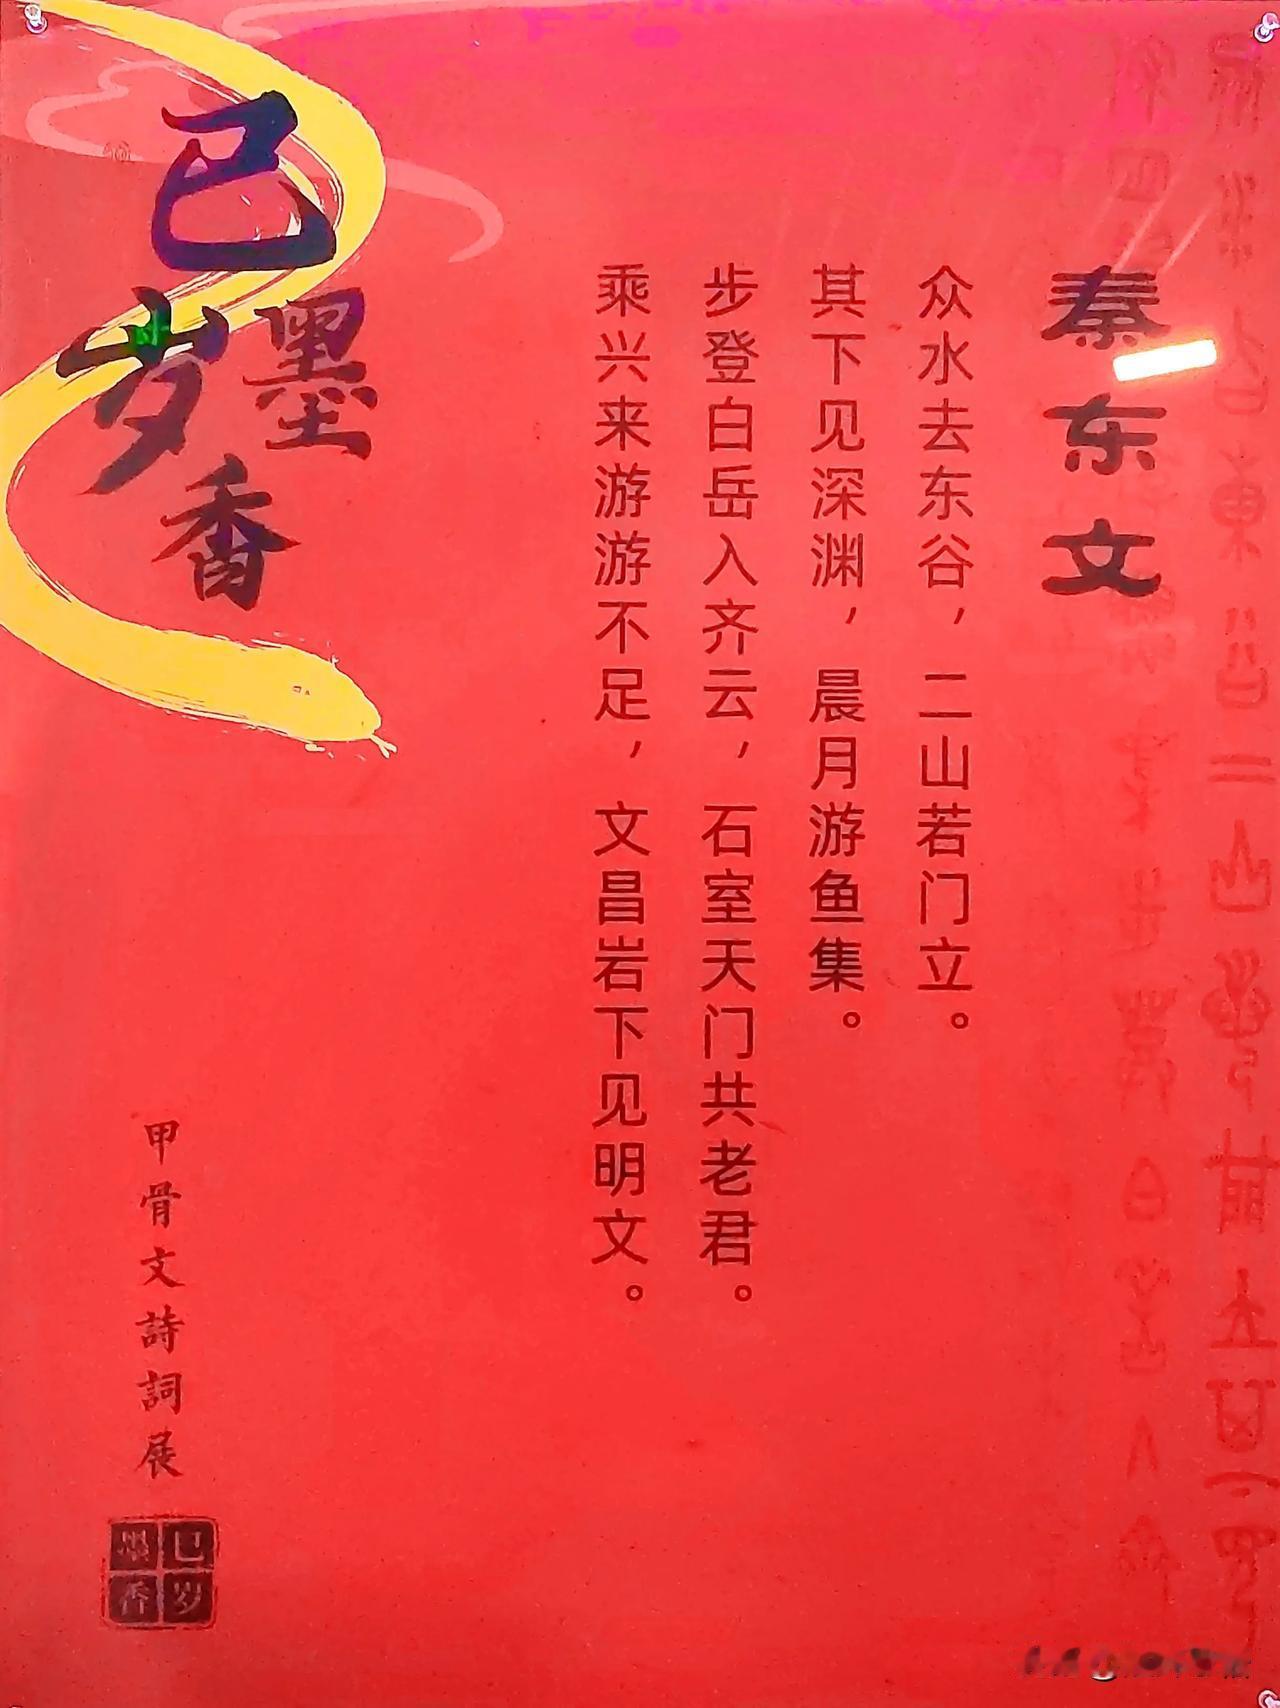 秦东文
众水去东谷，二山若门立。
其下见深渊，晨月游鱼集。
步登白岳入齐云，石室天门共老君。
乘兴来游游不足，文昌岩下见明文。
巳岁墨香
甲骨文詩詞展
巳岁墨香